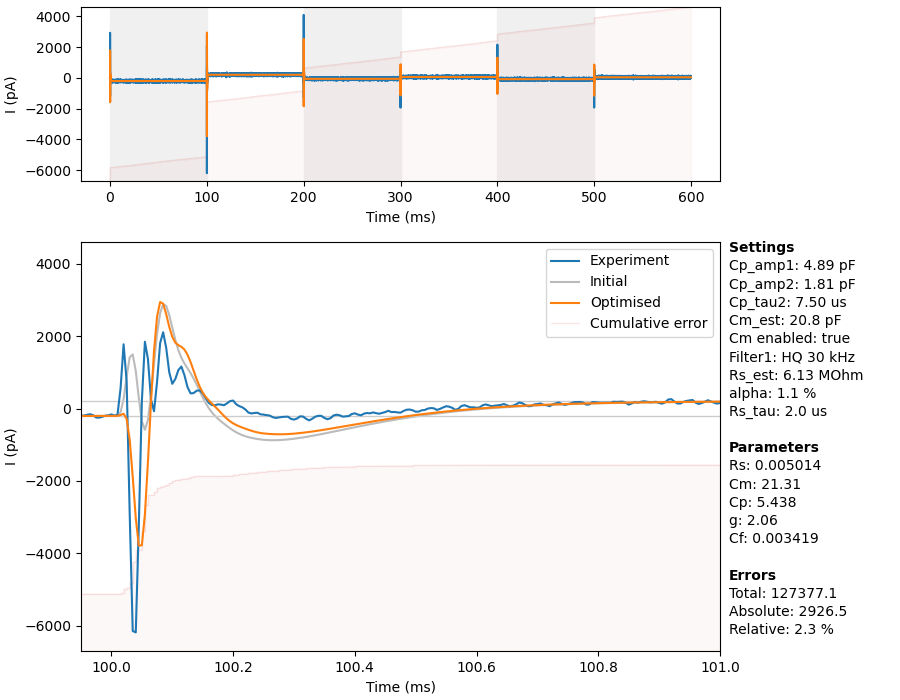 4000
2000
0
−2000
−4000
−6000
I (pA)
0 100 200 300 400 500 600
Time (ms)
4000
2000
0
−2000
−4000
−6000
I (pA)
100.0 100.2 100.4 100.6 100.8 101.0
Time (ms)
Experiment
Initial
Optimised
Cumulative error
Settings
Cp_amp1: 4.89 pF
Cp_amp2: 1.81 pF
Cp_tau2: 7.50 us
Cm_est: 20.8 pF
Cm enabled: true
Filter1: HQ 30 kHz
Rs_est: 6.13 MOhm
alpha: 1.1 %
Rs_tau: 2.0 us
Parameters
Rs: 0.005014
Cm: 21.31
Cp: 5.438
g: 2.06
Cf: 0.003419
Errors
Total: 127377.1
Absolute: 2926.5
Relative: 2.3 %